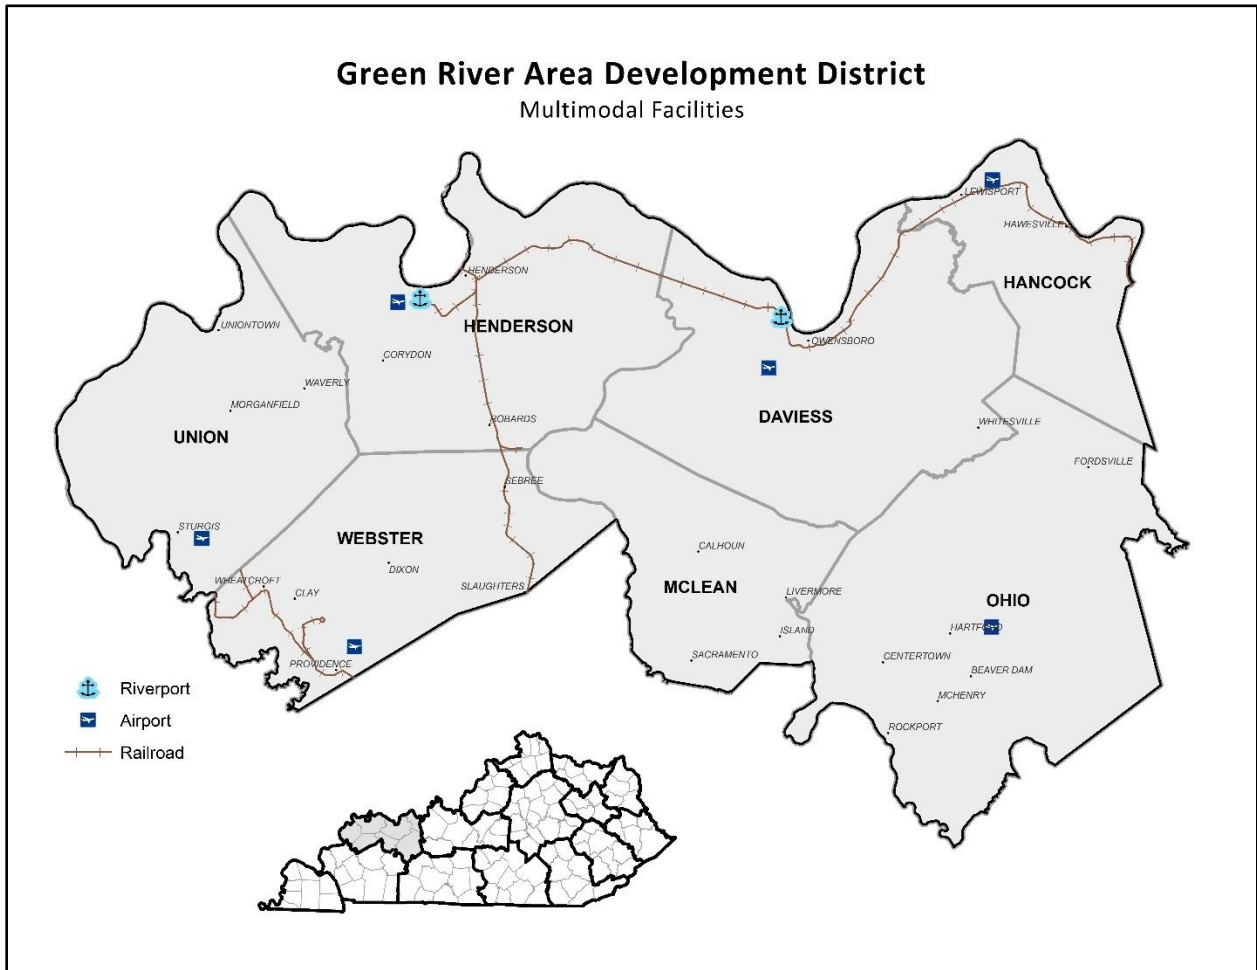 Green River Area Development District
Multimodal Facilities
LEWISPORT
HAWESVILLE
HANCOCK
HENDERSON
HENDERSON
UNIONTOWN
OWENSBORO
CORYDON
WAVERLY
MORGANFIELD
DAVIESS
ROBARDS
WHITESVILLE
UNION
FORDSVILLE
SEBREE
STURGIS
WEBSTER
CALHOUN
DIXON
WHEATCROFT
CLAY
SLAUGHTERS
MCLEAN
LIVERMORE
OHIO
ISLAND
HARTFORD
PROVIDENCE
SACRAMENTO
CENTERTOWN
BEAVER DAM
MCHENRY
ROCKPORT
Riverport
Airport
Railroad